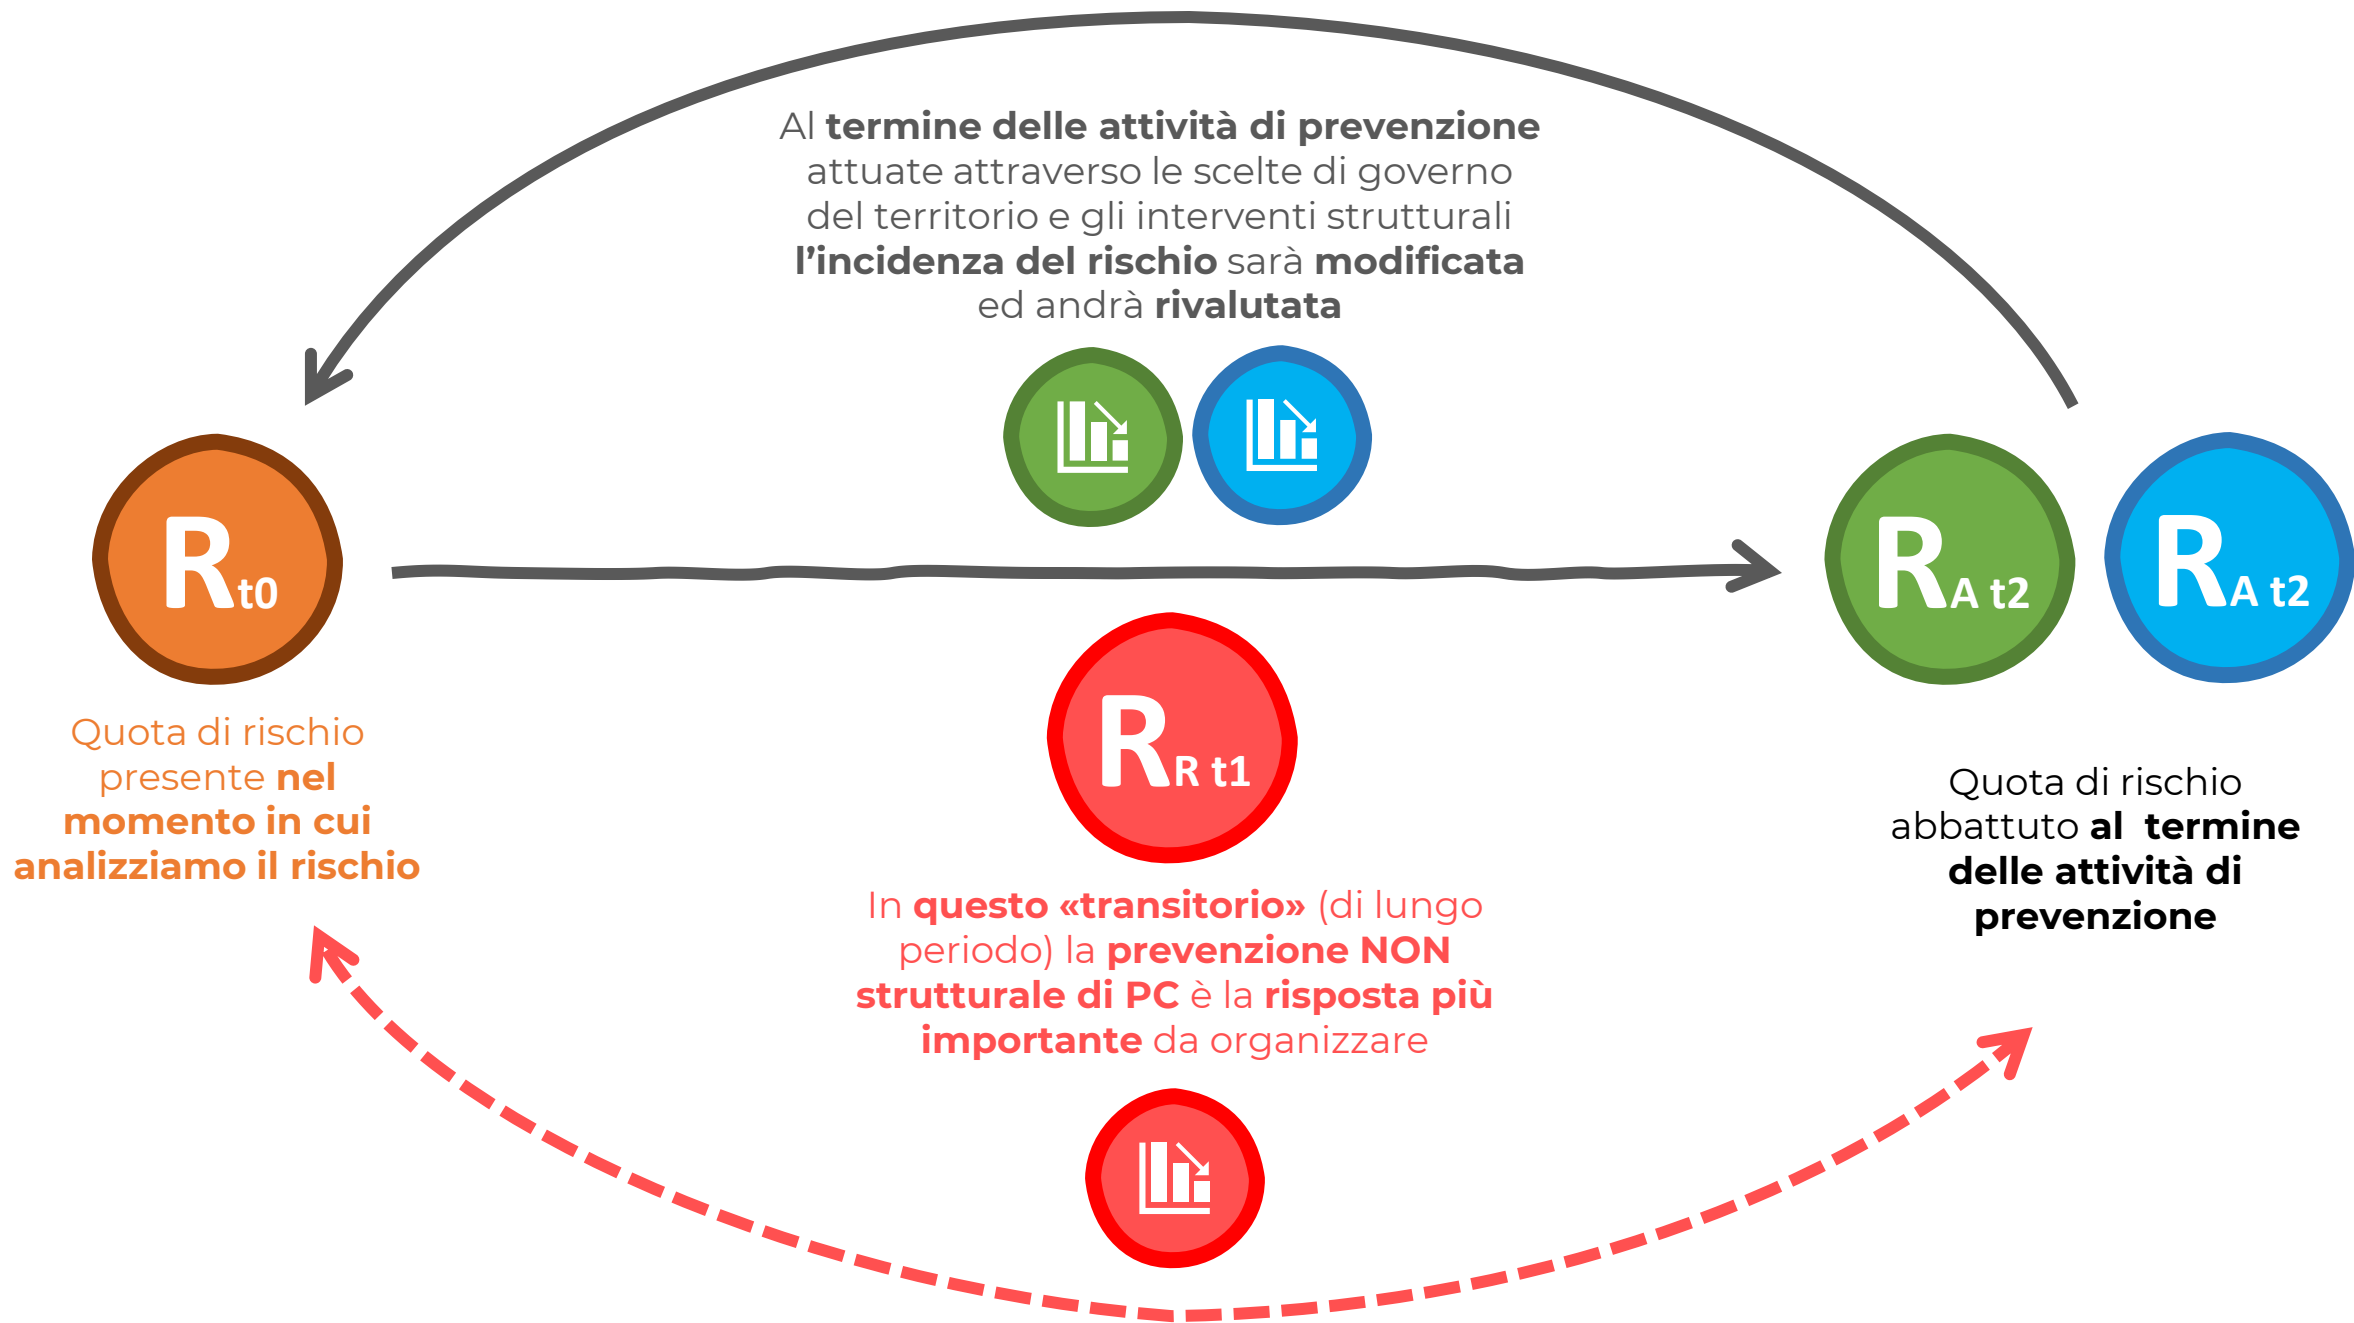 Al termine delle attività di prevenzione
attuate attraverso le scelte di governo
del territorio e gli interventi strutturali
l’incidenza del rischio sarà modificata
ed andrà rivalutata
Rt0
Quota di rischio
presente nel
momento in cui
analizziamo il rischio
RR t1
In questo «transitorio» (di lungo
periodo) la prevenzione NON
strutturale di PC è la risposta più
importante da organizzare
RA t2
RA t2
Quota di rischio
abbattuto al termine
delle attività di
prevenzione